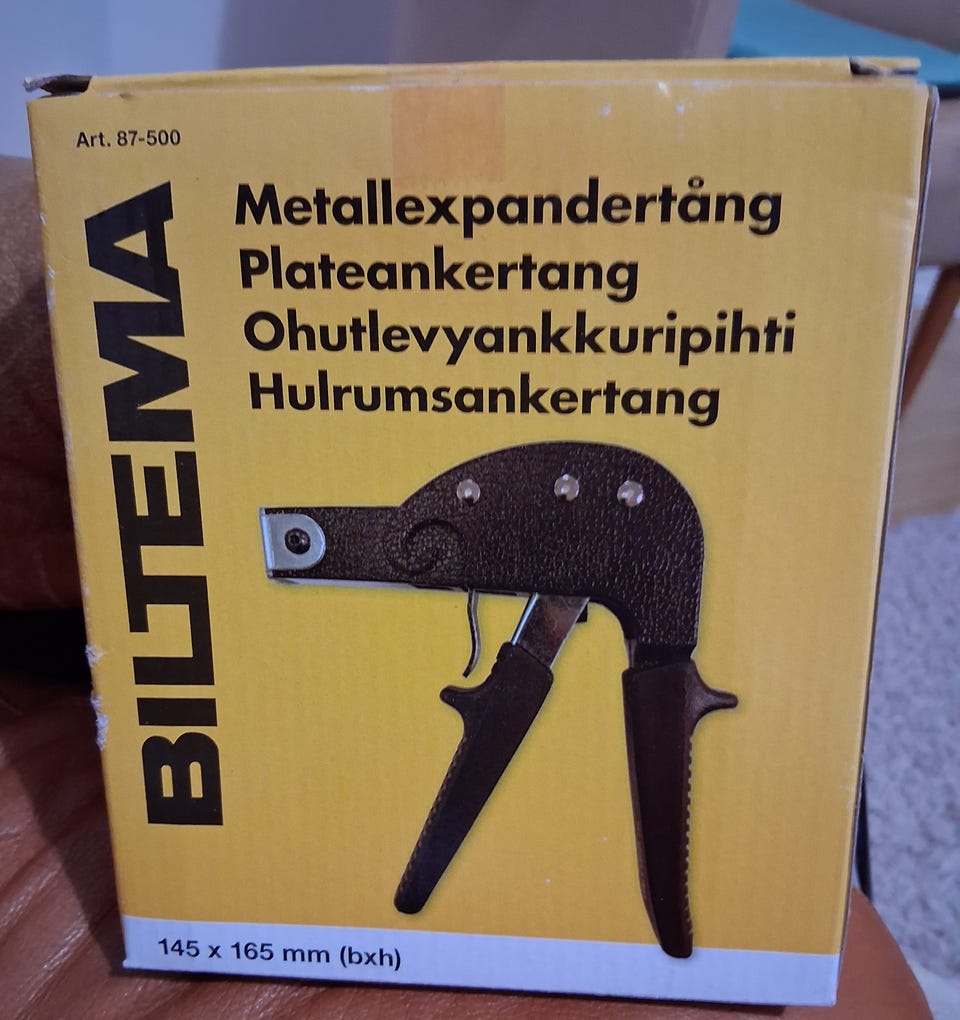 Art. 87-500
BILTEMA
Metallexpandertång
Plateankertang
Ohutlevyankkuripihti
Hulrumsankertang
145 x 165 mm (bxh)